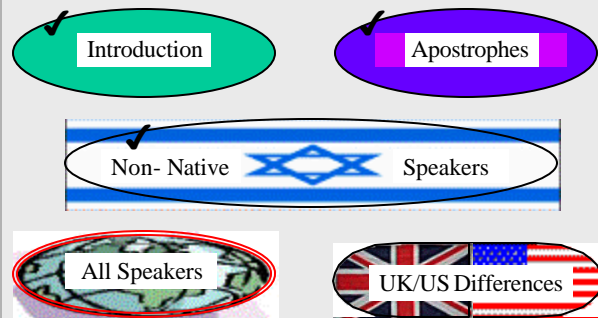 Introduction
Apostrophes
Non- Native Speakers
All Speakers
UK/US Differences